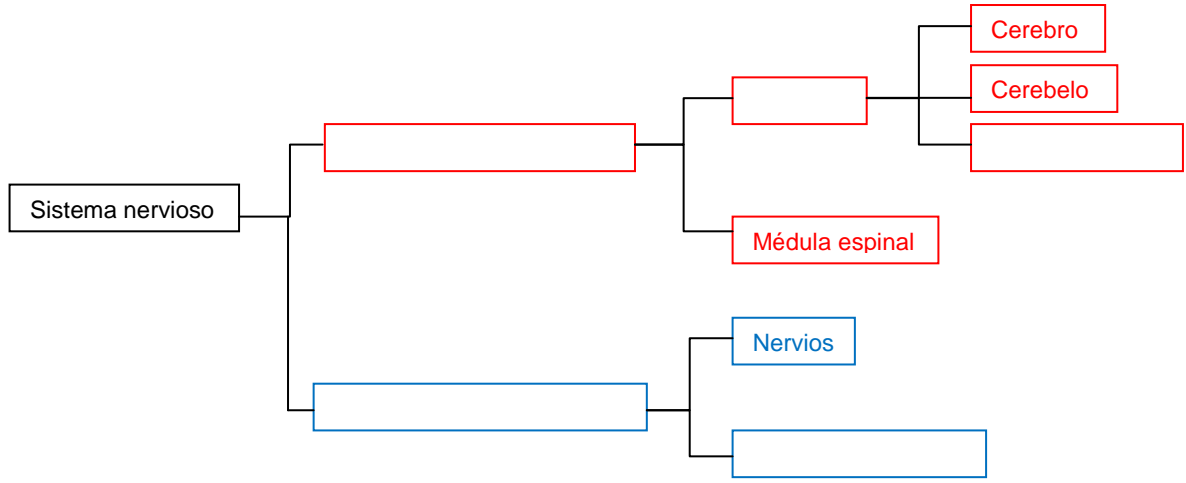 Cerebro
Cerebelo
Sistema nervioso
Médula espinal
Nervios